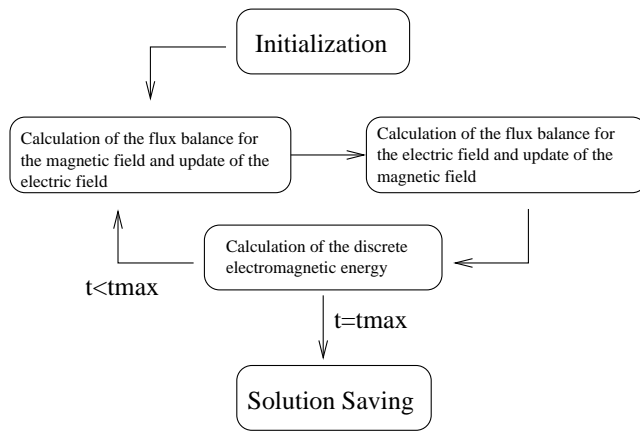 Initialization
Calculation of the flux balance for
the magnetic field and update of the
electric field
Calculation of the flux balance for
the electric field and update of the
magnetic field
Calculation of the discrete
electromagnetic energy
t<tmax
t=tmax
Solution Saving